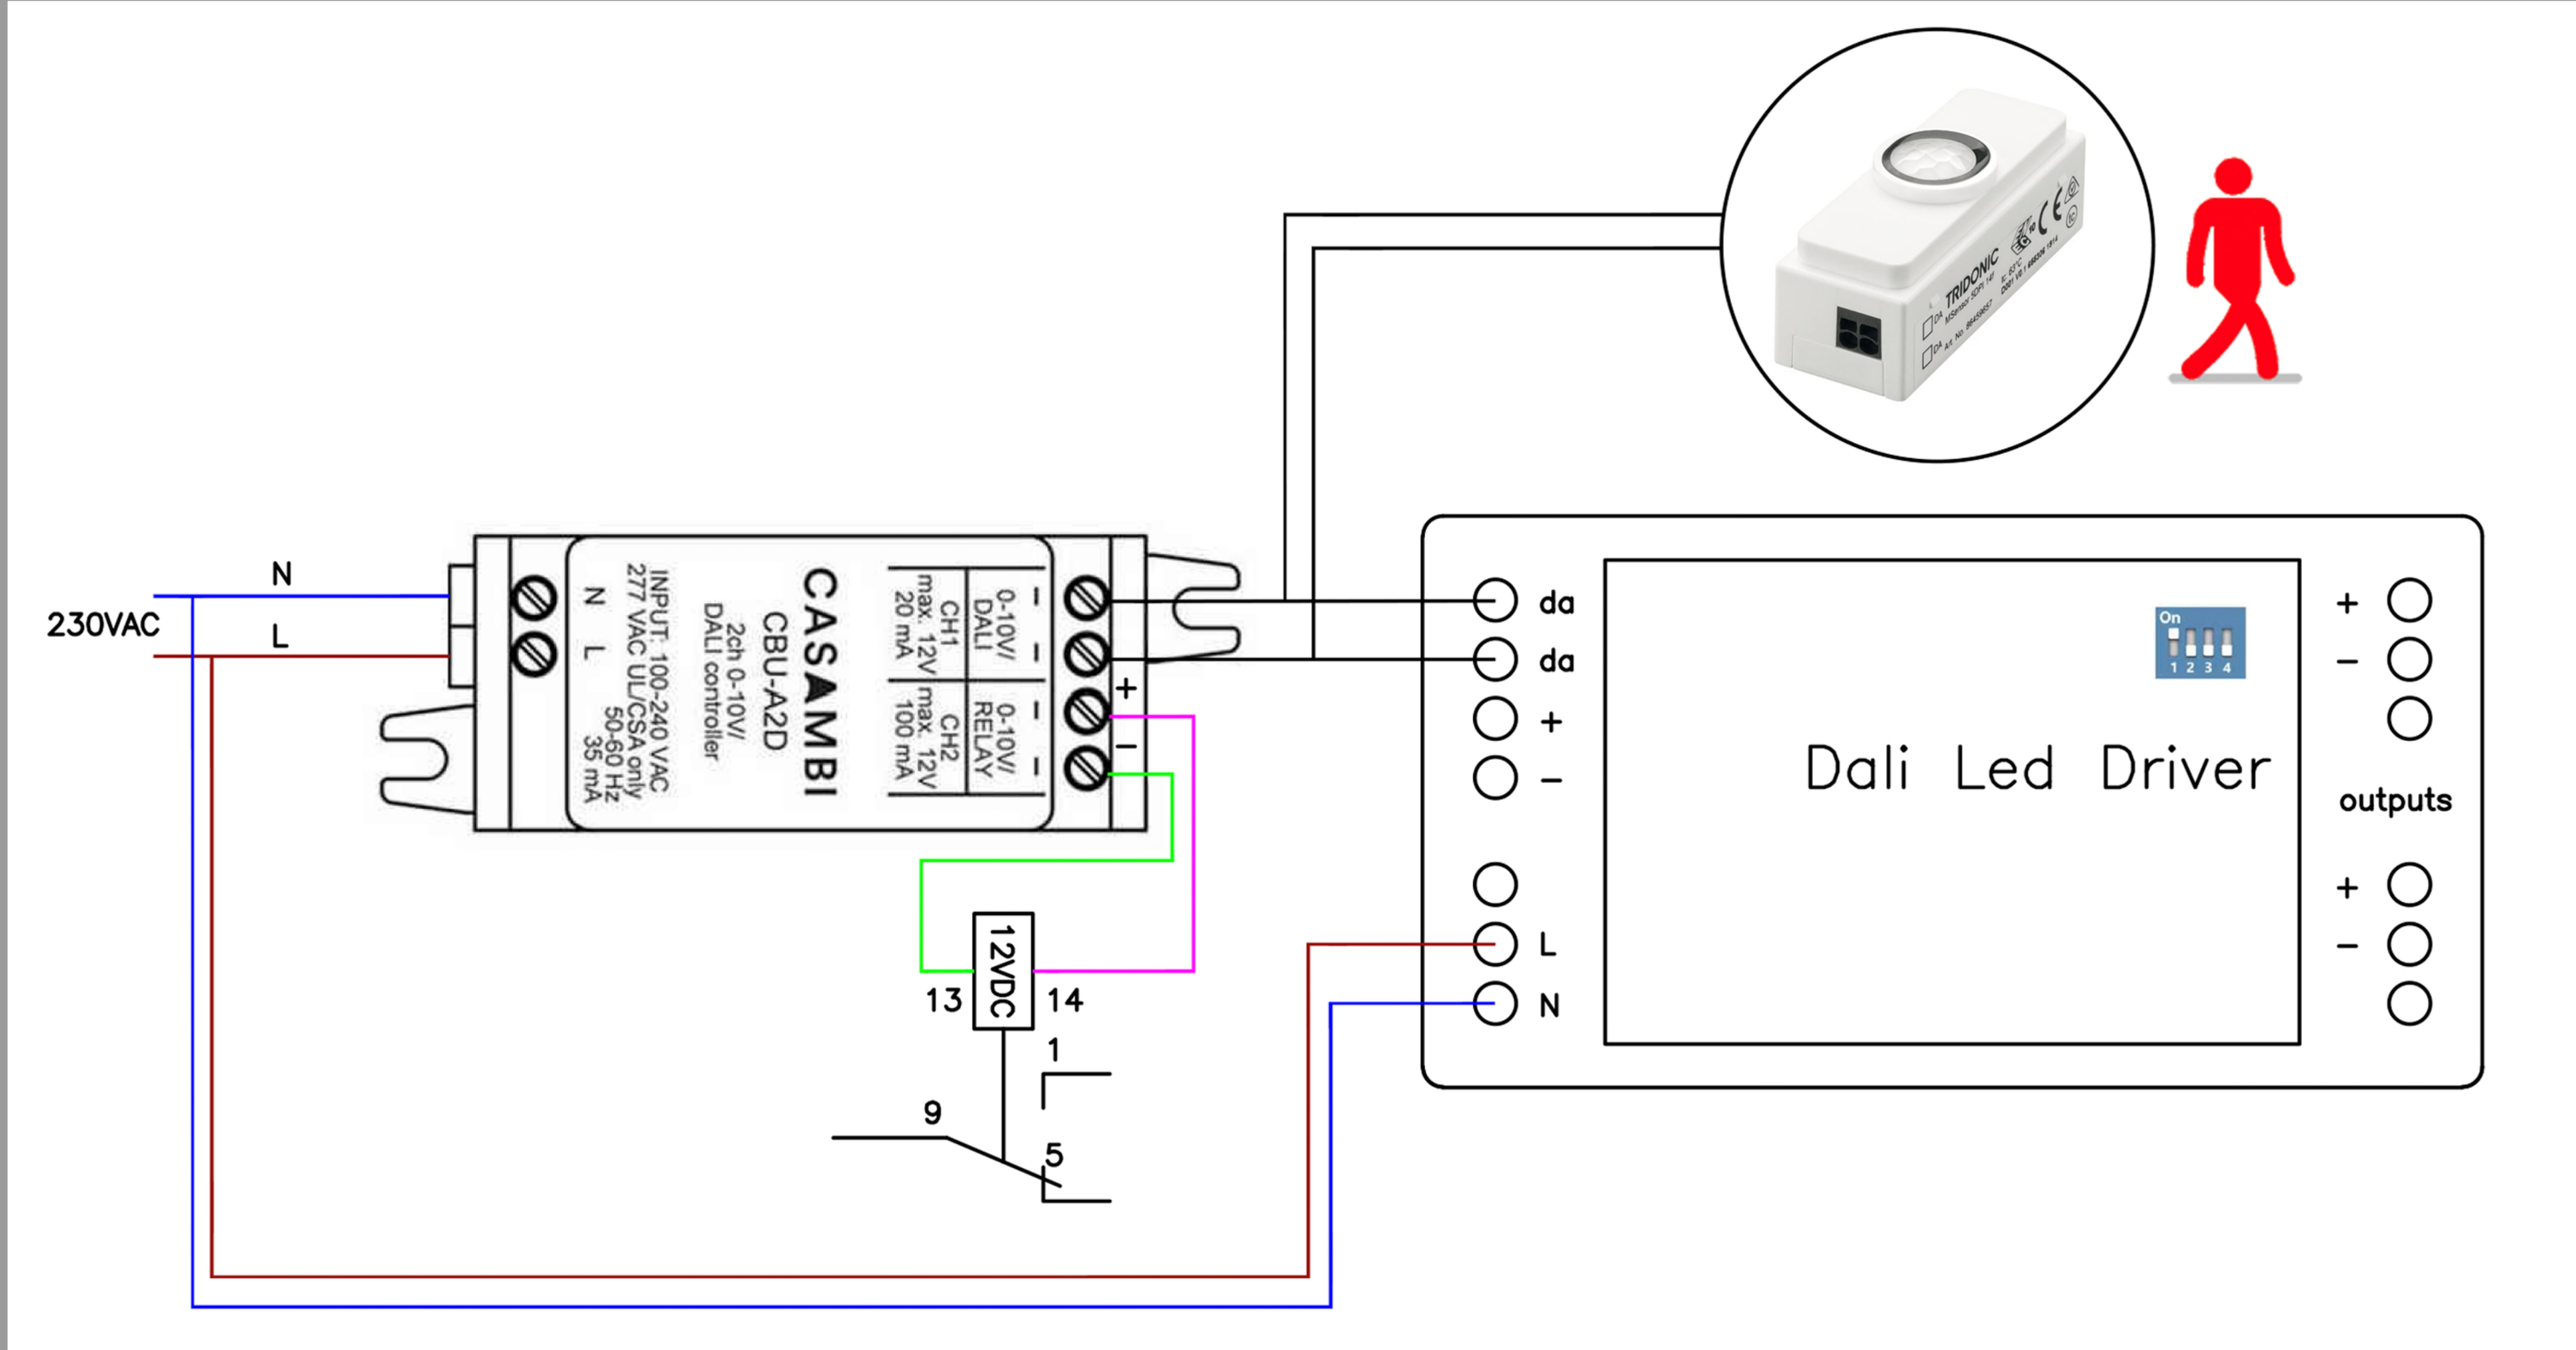 N
230VAC
L
N
L
INPUT: 100-240 VAC
277 VAC UL/CSA only
50-60 Hz
35 mA
2ch 0-10V/
DALI controller
CBU-A2D
CASAMBI
0-10V/
DALI
CH1
max. 12V
20 mA
0-10V/
RELAY
CH2
max. 12V
100 mA
-
-
-
-
+
-
12VDC
13
14
1
9
5
TRIDONIC
DA
DA
CE
da
da
+
-
L
N
On
1 2 3 4
Dali Led Driver
+
-
outputs
+
-